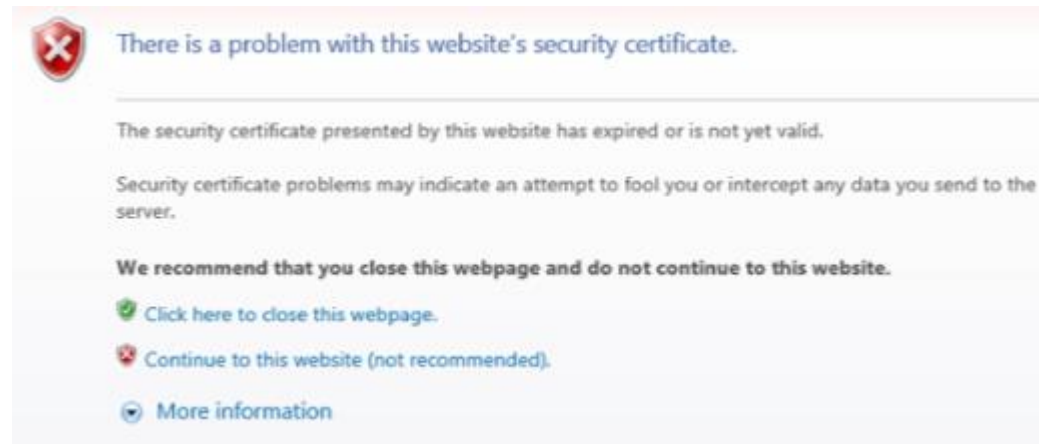 There is a problem with this website's security certificate.
The security certificate presented by this website has expired or is not yet valid.
Security certificate problems may indicate an attempt to fool you or intercept any data you send to the
server.
We recommend that you close this webpage and do not continue to this website.
Click here to close this webpage.
Continue to this website (not recommended).
More information